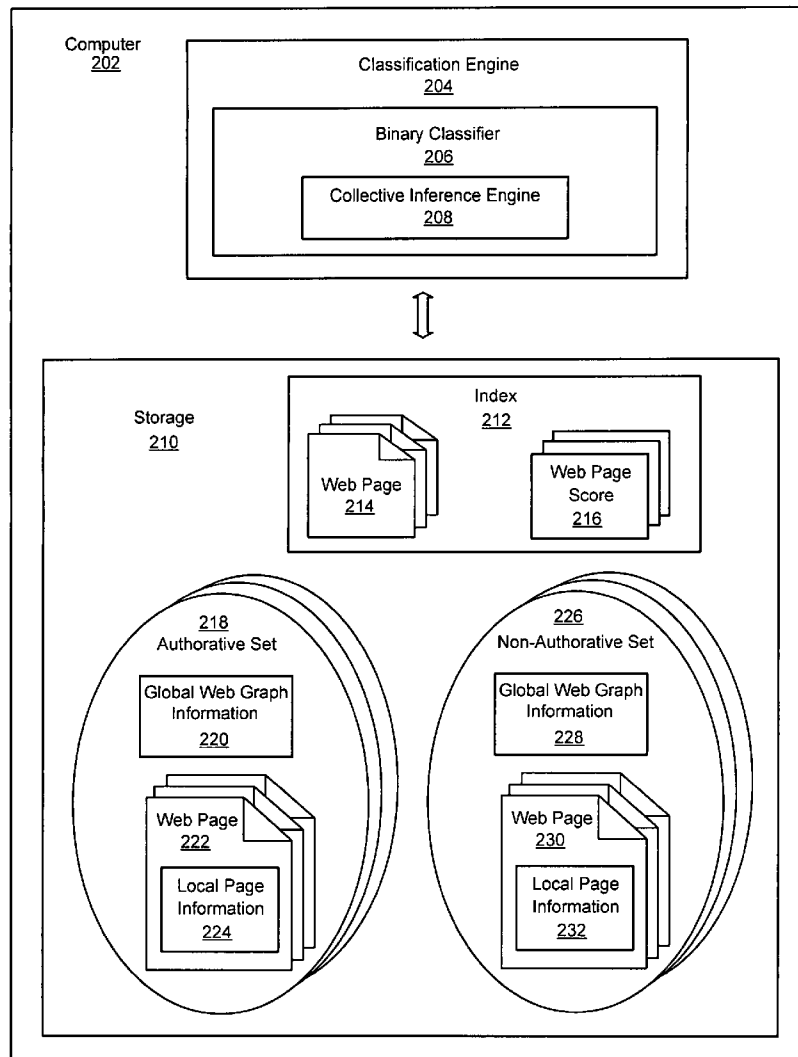 Computer
202
Classification Engine
204
Binary Classifier
206
Collective Inference Engine
208
Storage
210
Index
212
Web Page
214
Web Page
Score
216
218
Authorative Set
Global Web Graph
Information
220
Web Page
222
Local Page
Information
224
226
Non-Authorative Set
Global Web Graph
Information
228
Web Page
230
Local Page
Information
232